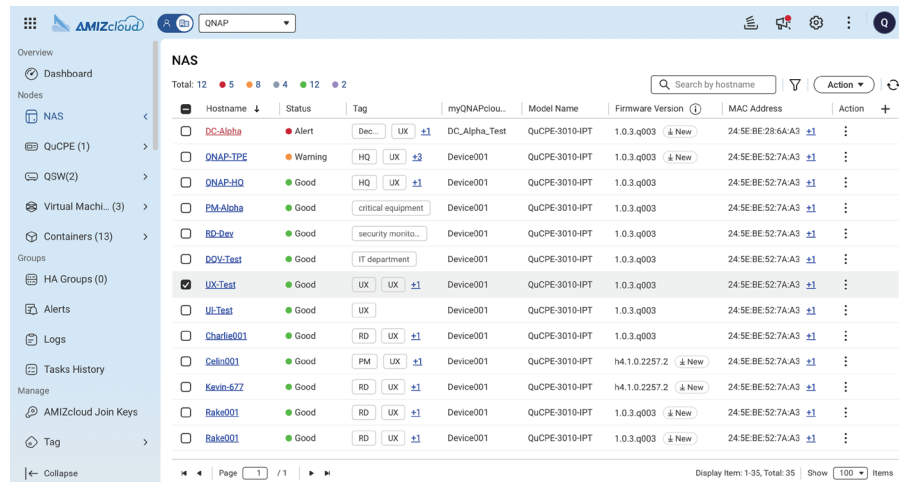 AMIZcloud QNAP Q
Overview
Dashboard
Nodes
NAS
QuCPE (1)
QSW(2)
Virtual Machi... (3)
Containers (13)
Groups
HA Groups (0)
Alerts
Logs
Tasks History
Manage
AMIZcloud Join Keys
Tag
Collapse
NAS
Total: 12 5 8 4 12 2
Search by hostname Action
Hostname Status Tag myQNAPclou... Model Name Firmware Version MAC Address Action
DC-Alpha Alert Dec... UX +1 DC_Alpha_Test QuCPE-3010-IPT 1.0.3.q003 New 24:5E:BE:28:6A:A3 +1
QNAP-TPE Warning HQ UX +3 Device001 QuCPE-3010-IPT 1.0.3.q003 New 24:5E:BE:52:7A:A3 +1
QNAP-HQ Good HQ UX +1 Device001 QuCPE-3010-IPT 1.0.3.q003 24:5E:BE:52:7A:A3 +1
PM-Alpha Good critical equipment Device001 QuCPE-3010-IPT 1.0.3.q003 24:5E:BE:52:7A:A3 +1
RD-Dev Good security monito... Device001 QuCPE-3010-IPT 1.0.3.q003 24:5E:BE:52:7A:A3 +1
DQV-Test Good IT department Device001 QuCPE-3010-IPT 1.0.3.q003 24:5E:BE:52:7A:A3 +1
UX-Test Good UX UX +1 Device001 QuCPE-3010-IPT 1.0.3.q003 24:5E:BE:52:7A:A3 +1
UI-Test Good UX Device001 QuCPE-3010-IPT 1.0.3.q003 24:5E:BE:52:7A:A3 +1
Charlie001 Good RD UX +1 Device001 QuCPE-3010-IPT 1.0.3.q003 24:5E:BE:52:7A:A3 +1
Celin001 Good PM UX +1 Device001 QuCPE-3010-IPT h4.1.0.2257.2 New 24:5E:BE:52:7A:A3 +1
Kevin-677 Good RD UX +1 Device001 QuCPE-3010-IPT h4.1.0.2257.2 New 24:5E:BE:52:7A:A3 +1
Rake001 Good RD UX +1 Device001 QuCPE-3010-IPT 1.0.3.q003 New 24:5E:BE:52:7A:A3 +1
Rake001 Good RD UX +1 Device001 QuCPE-3010-IPT 1.0.3.q003 New 24:5E:BE:52:7A:A3 +1
Page 1 / 1 Display Item: 1-35, Total: 35 Show 100 Items